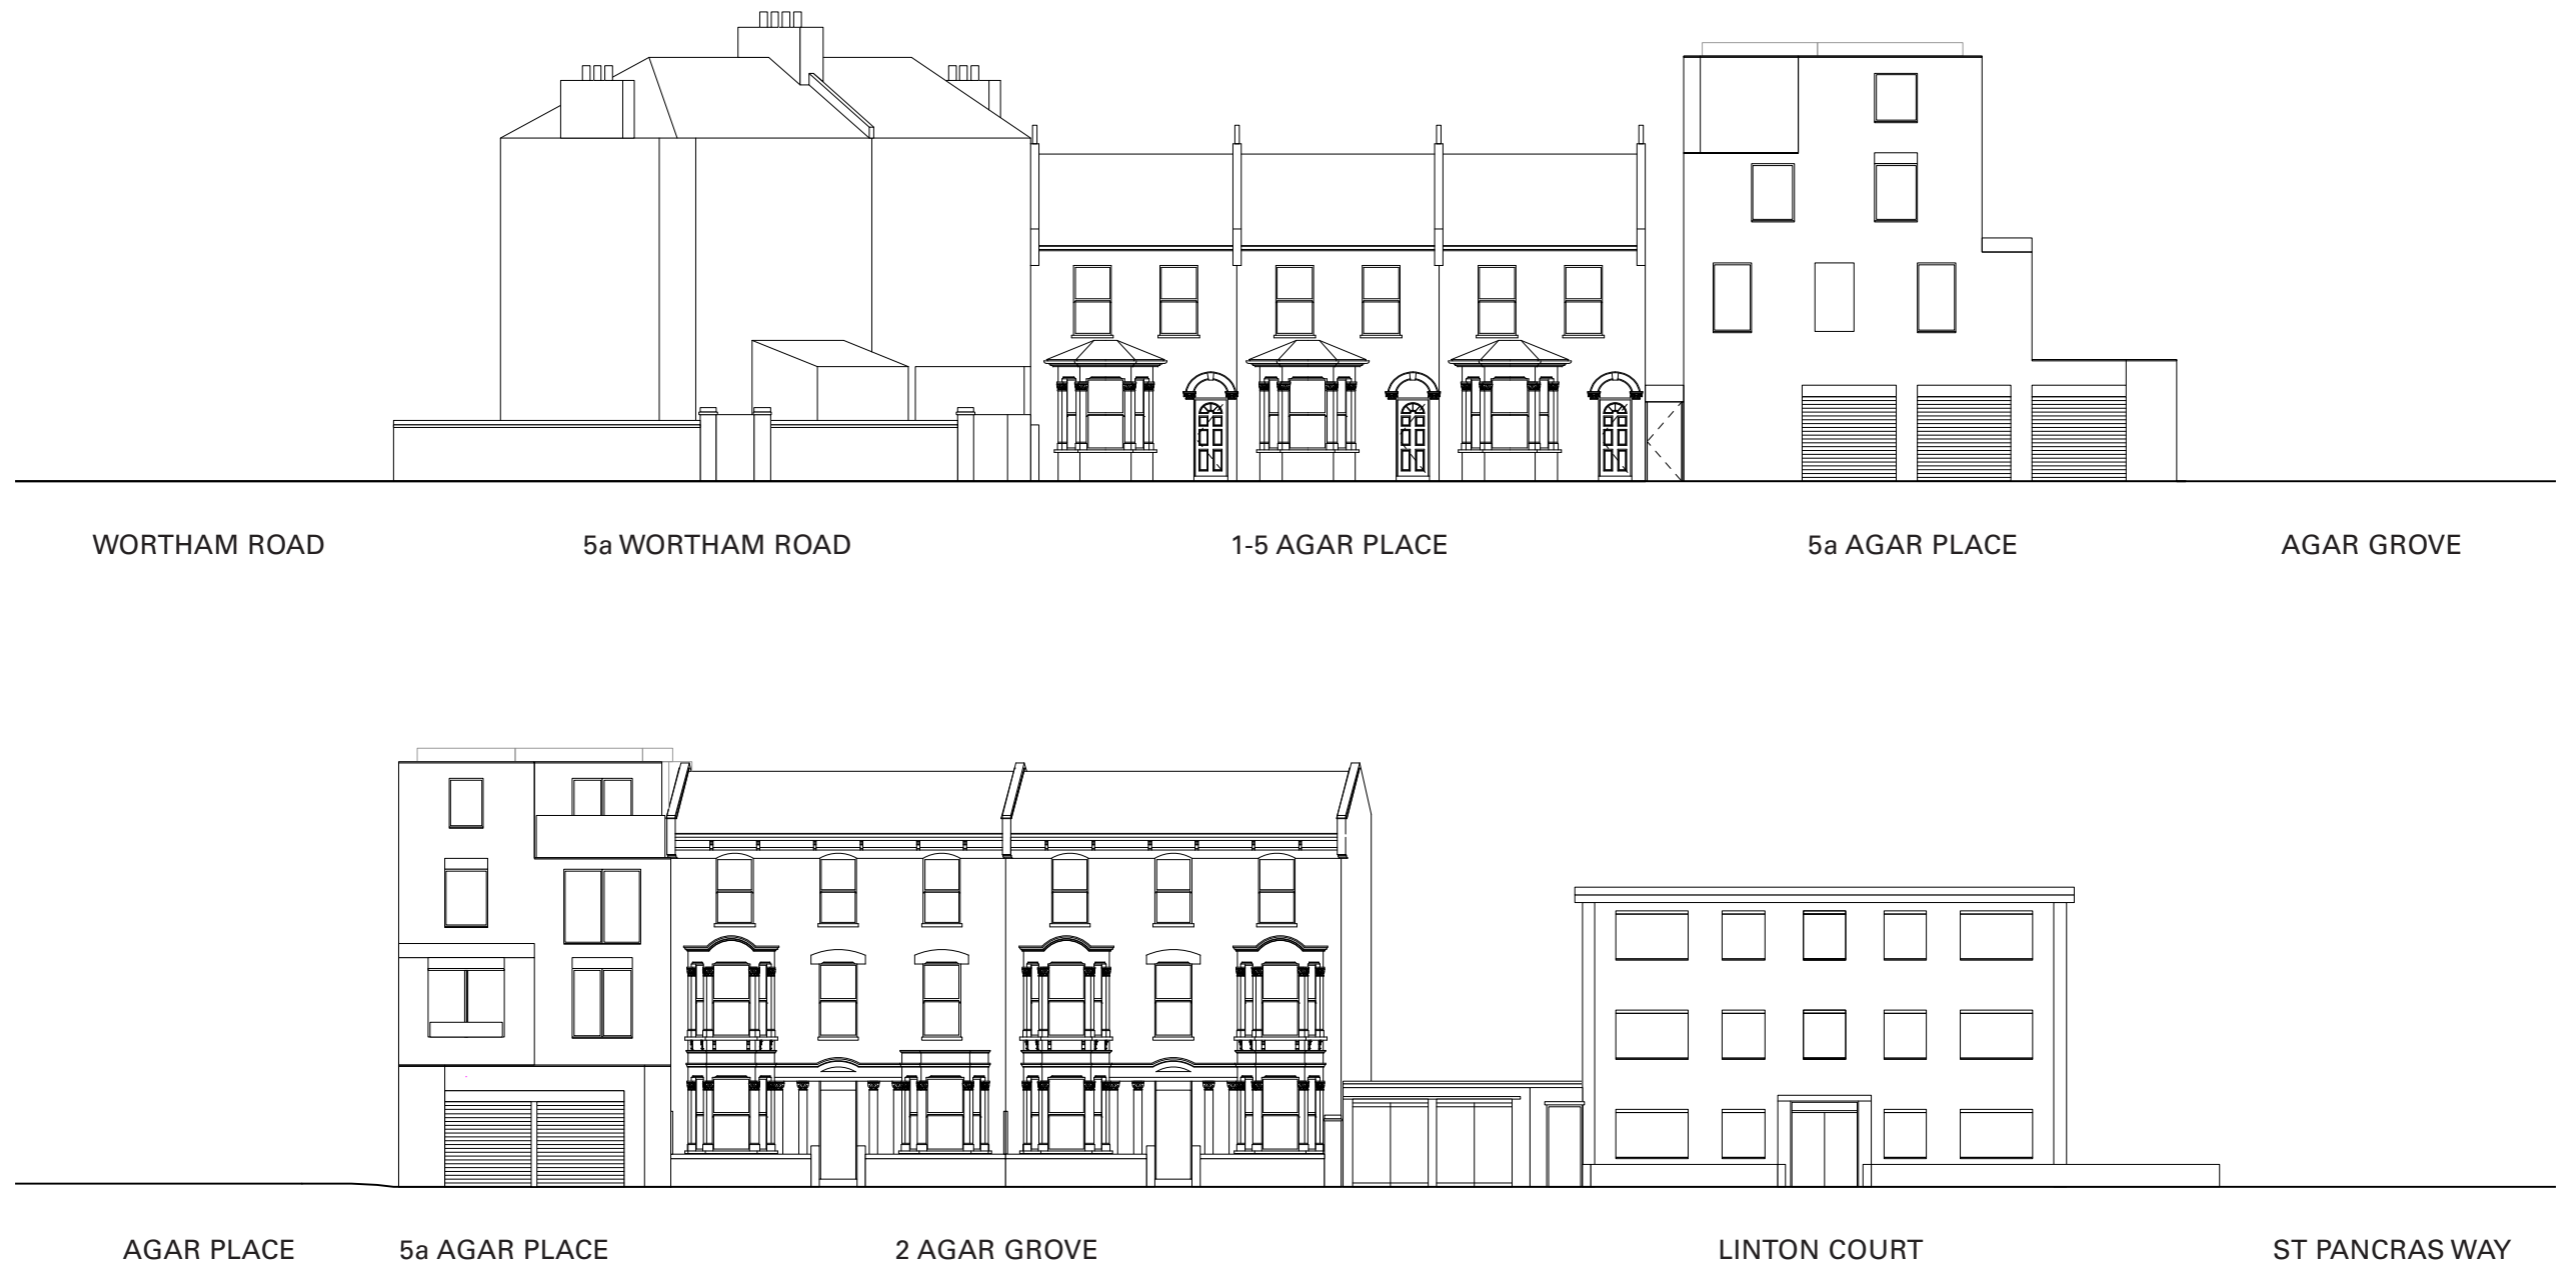 WORTHAM ROAD
5a WORTHAM ROAD
1-5 AGAR PLACE
5a AGAR PLACE
AGAR GROVE
AGAR PLACE
5a AGAR PLACE
2 AGAR GROVE
LINTON COURT
ST PANCRAS WAY